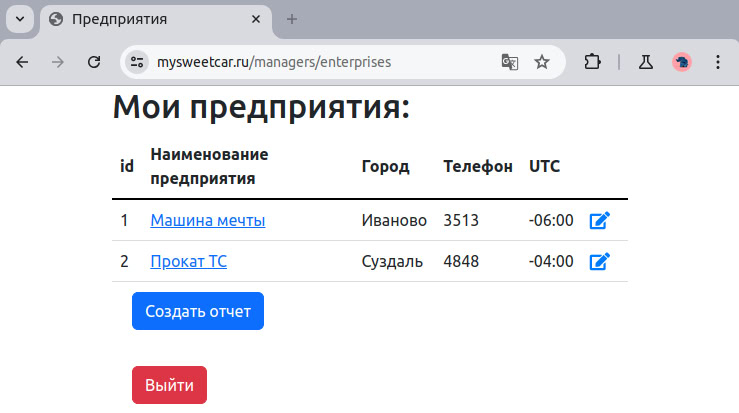 Предприятия
mysweetcar.ru/managers/enterprises
Мои предприятия:
id Наименование предприятия Город Телефон UTC
1 Машина мечты Иваново 3513 -06:00
2 Прокат ТС Суздаль 4848 -04:00
Создать отчет
Выйти